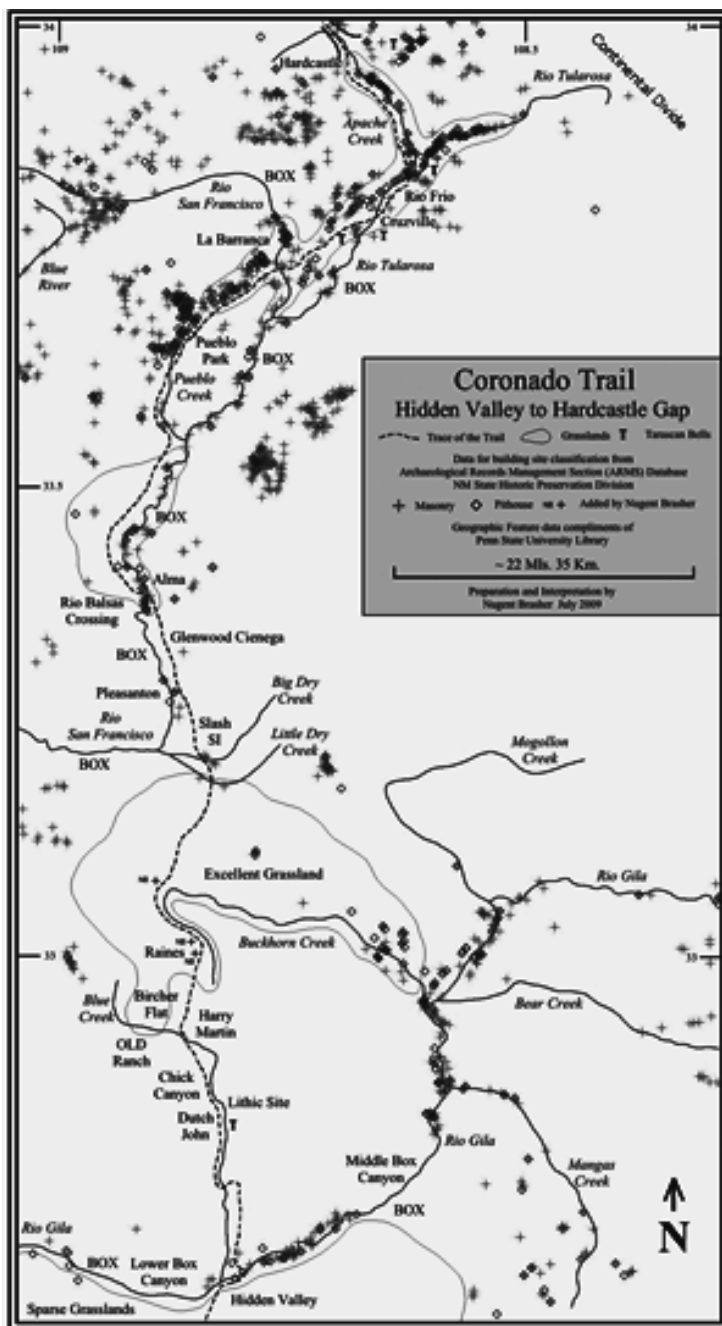 34
109
108.5
34
Continental Divide
Hardcastle
Rio Tularosa
Apache
Creek
BOX
Rio
San Francisco
Rio Frio
Cruzville
La Barranca
Rio Tularosa
Blue
River
BOX
Pueblo
Park
BOX
Pueblo
Creek
Coronado Trail
Hidden Valley to Hardcastle Gap
Trace of the Trail Grasslands T Tarascan Bells
Data for building site classification from
Archaeological Records Management Section (ARMS) Database
NM State Historic Preservation Division
Masonry Pithouse NB + Added by Nugent Brasher
Geographic Feature data compliments of
Penn State University Library
~ 22 Mls. 35 Km.
Preparation and Interpretation by
Nugent Brasher July 2009
33.5
BOX
Alma
Rio Balsas
Crossing
Glenwood Cienega
BOX
Pleasanton
Big Dry
Creek
Rio
San Francisco
Slash
SI
Little Dry
Creek
BOX
Mogollon
Creek
Excellent Grassland
Rio Gila
NB
Buckhorn Creek
NB
Raines
NB
33
33
Blue
Creek
Bircher
Flat
Bear Creek
Harry
Martin
OLD
Ranch
Chick
Canyon
Lithic Site
Dutch
John
T
Rio Gila
Middle Box
Canyon
Mangas
Creek
BOX
N
Rio Gila
BOX
Lower Box
Canyon
Hidden Valley
Sparse Grasslands